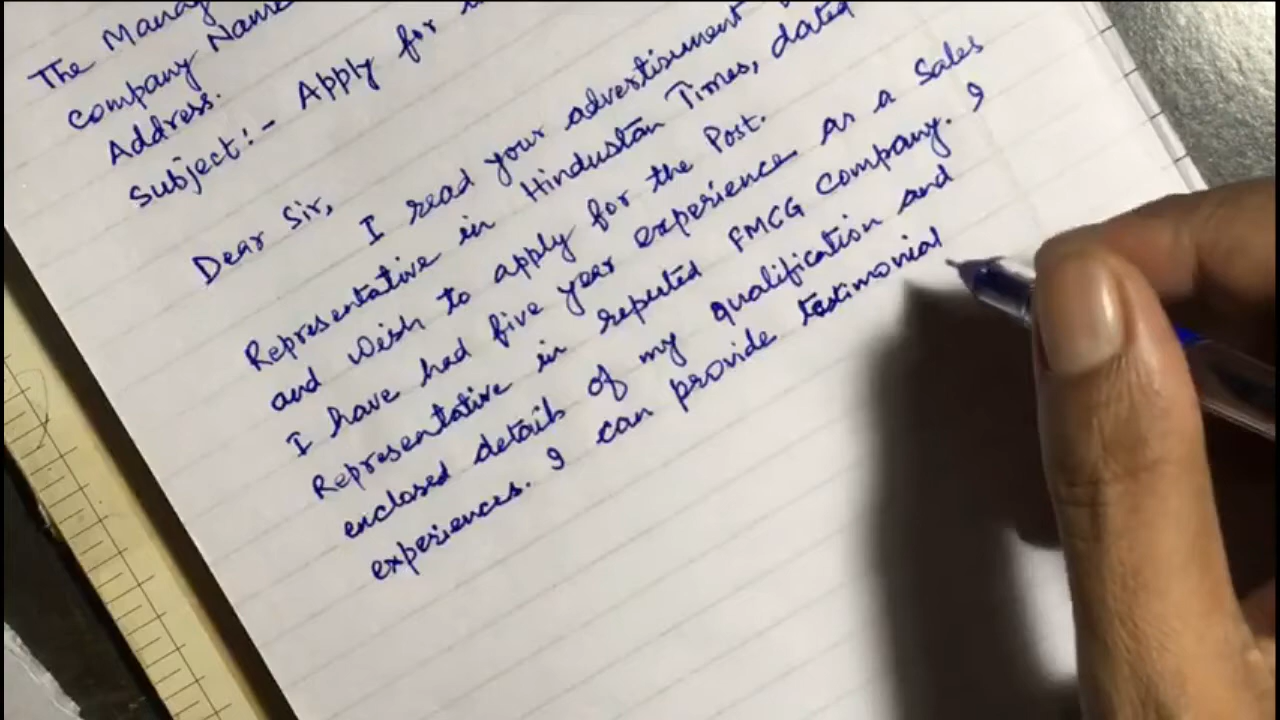 The Manag
Company Name
Address.
Subject:- Apply for
Dear Sir,
I read your advertisment
Representative in Hindustan Times, dated
and wish to apply for the Post.
I have had five year experience as a Sales
Representative in reputed FMCG Company. I
enclosed details of my qualification and
experiences. I can provide testimonial